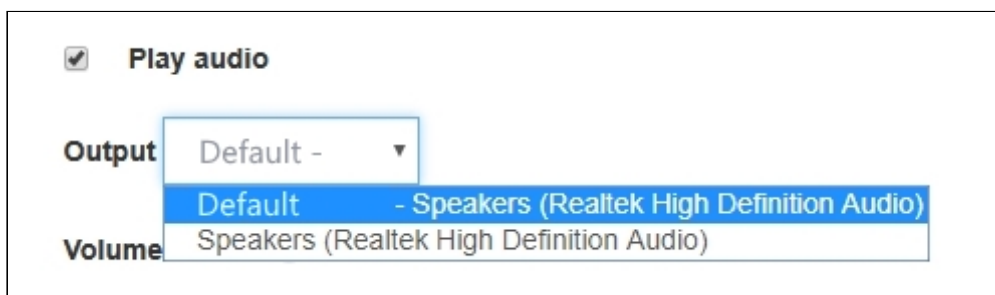 Play audio
Output Default -
Default - Speakers (Realtek High Definition Audio)
Speakers (Realtek High Definition Audio)
Volume